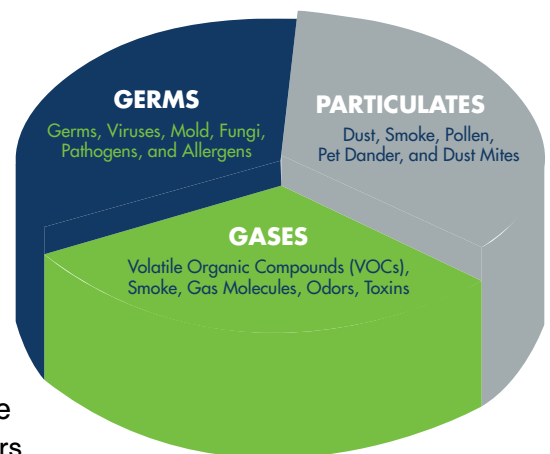 GERMS
Germs, Viruses, Mold, Fungi,
Pathogens, and Allergens
PARTICULATES
Dust, Smoke, Pollen,
Pet Dander, and Dust Mites
GASES
Volatile Organic Compounds (VOCs),
Smoke, Gas Molecules, Odors, Toxins
e
rs